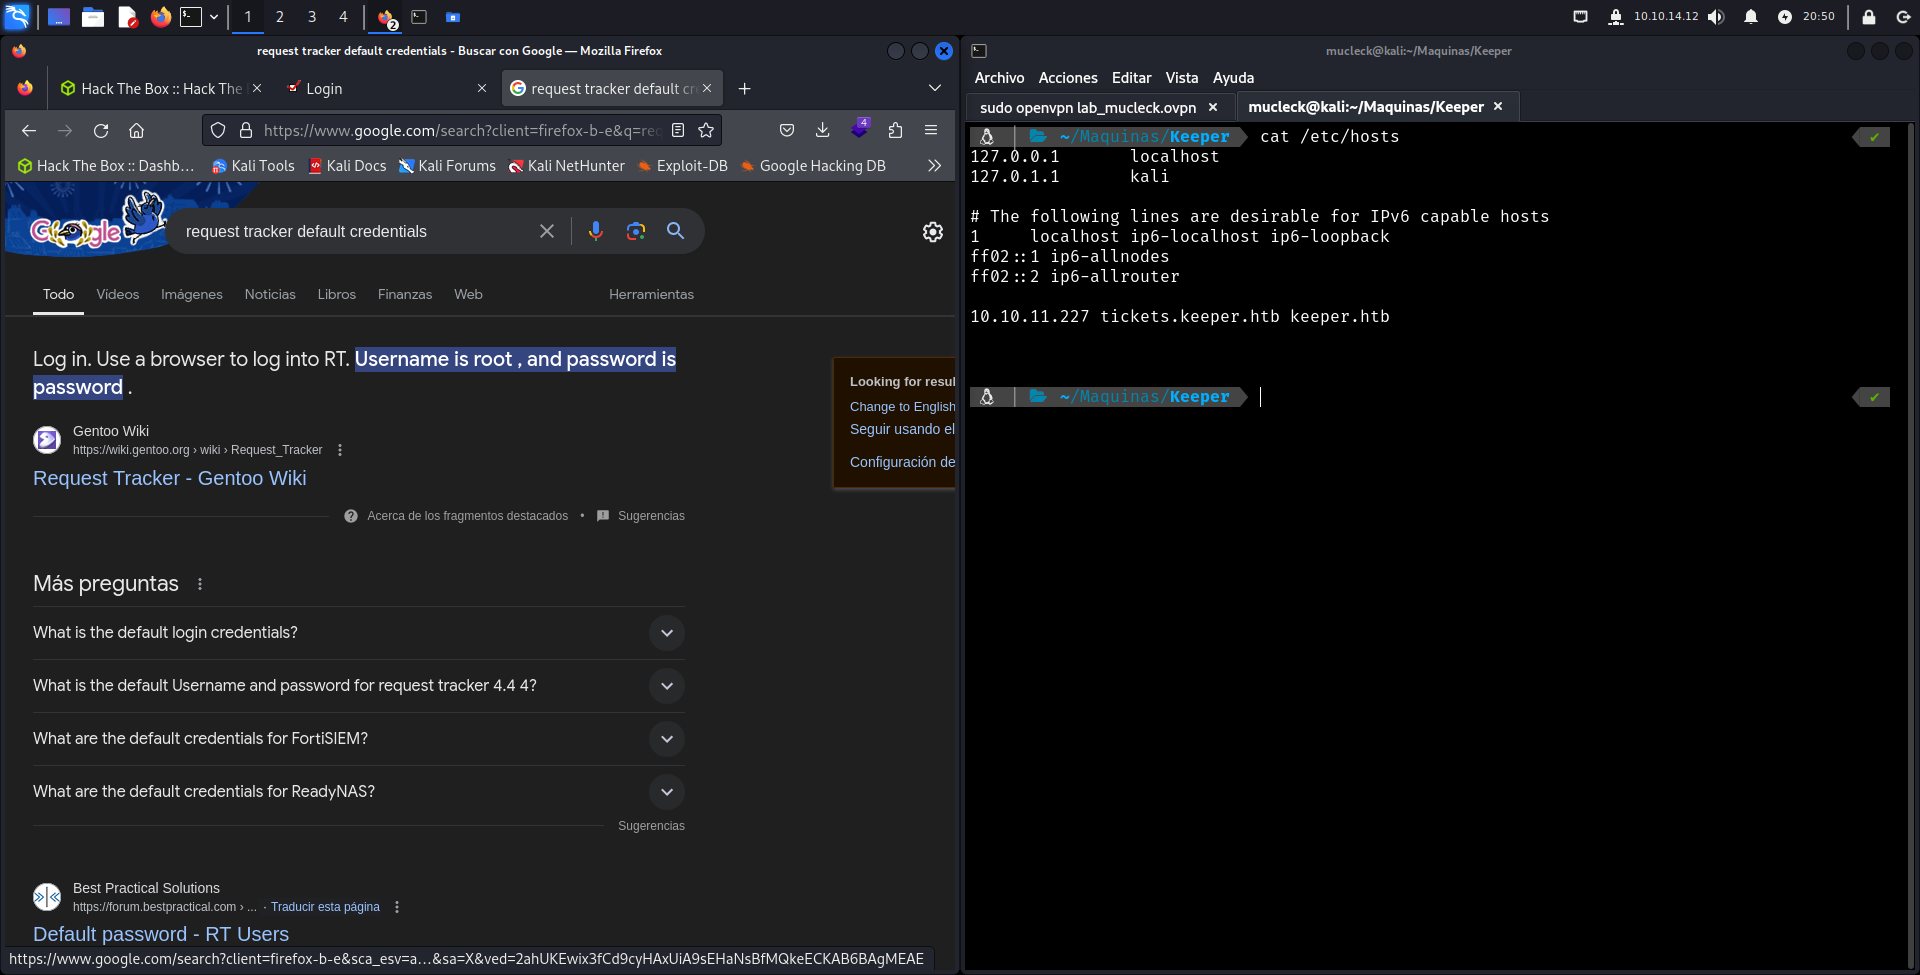 1 2 3 4 2 10.10.14.12 20:50
request tracker default credentials - Buscar con Google — Mozilla Firefox
Hack The Box :: Hack The
Login
request tracker default cr
https://www.google.com/search?client=firefox-b-e&q=req
4
Hack The Box :: Dashb...
Kali Tools
Kali Docs
Kali Forums
Kali NetHunter
Exploit-DB
Google Hacking DB
Google
request tracker default credentials
Todo Vídeos Imágenes Noticias Libros Finanzas Web Herramientas
Log in. Use a browser to log into RT. Username is root , and password is
password .
Gentoo Wiki
https://wiki.gentoo.org › wiki › Request_Tracker
Request Tracker - Gentoo Wiki
Acerca de los fragmentos destacados • Sugerencias
Looking for resul
Change to English
Seguir usando el
Configuración de
Más preguntas
What is the default login credentials?
What is the default Username and password for request tracker 4.4 4?
What are the default credentials for FortiSIEM?
What are the default credentials for ReadyNAS?
Sugerencias
Best Practical Solutions
https://forum.bestpractical.com › ... · Traducir esta página
Default password - RT Users
https://www.google.com/search?client=firefox-b-e&sca_esv=a...&sa=X&ved=2ahUKEwix3fCd9cyHAxUiA9sEHaNsBfMQkeECKAB6BAgMEAE
mucleck@kali:~/Maquinas/Keeper
Archivo Acciones Editar Vista Ayuda
sudo openvpn lab_mucleck.ovpn
mucleck@kali:~/Maquinas/Keeper
~/Maquinas/Keeper cat /etc/hosts
127.0.0.1 localhost
127.0.1.1 kali
# The following lines are desirable for IPv6 capable hosts
1 localhost ip6-localhost ip6-loopback
ff02::1 ip6-allnodes
ff02::2 ip6-allrouter
10.10.11.227 tickets.keeper.htb keeper.htb
~/Maquinas/Keeper